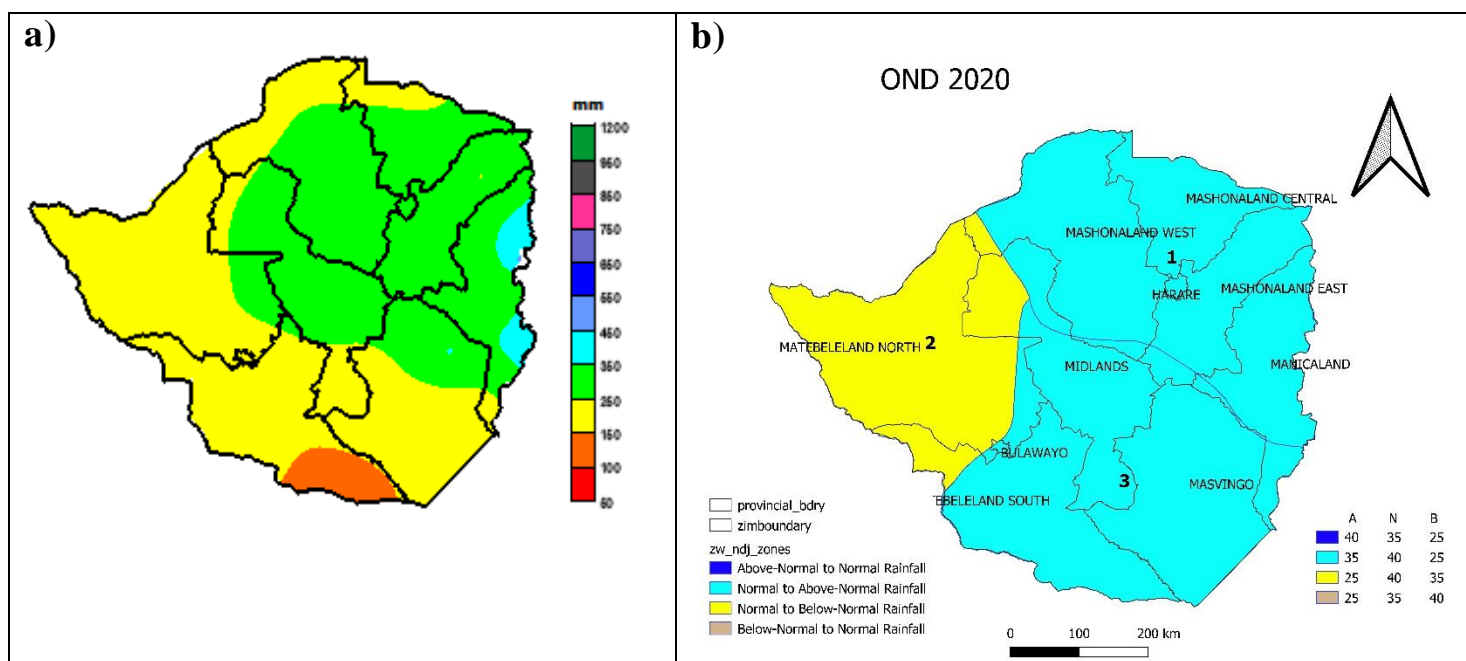 a)
mm
1200
950
850
750
650
550
450
350
250
150
50
b)
OND 2020
MASHONALAND CENTRAL
MASHONALAND WEST
1
MASHONALAND EAST
HARARE
MATEBELELAND NORTH 2
MIDLANDS
MANICALAND
BULAWAYO
3
MASVINGO
TEBELELAND SOUTH
provincial_bdry
zimboundary
zw_ndj_zones
Above-Normal to Normal Rainfall
Normal to Above-Normal Rainfall
Normal to Below-Normal Rainfall
Below-Normal to Normal Rainfall
A N B
40 35 25
35 40 25
25 40 35
25 35 40
0 100 200 km